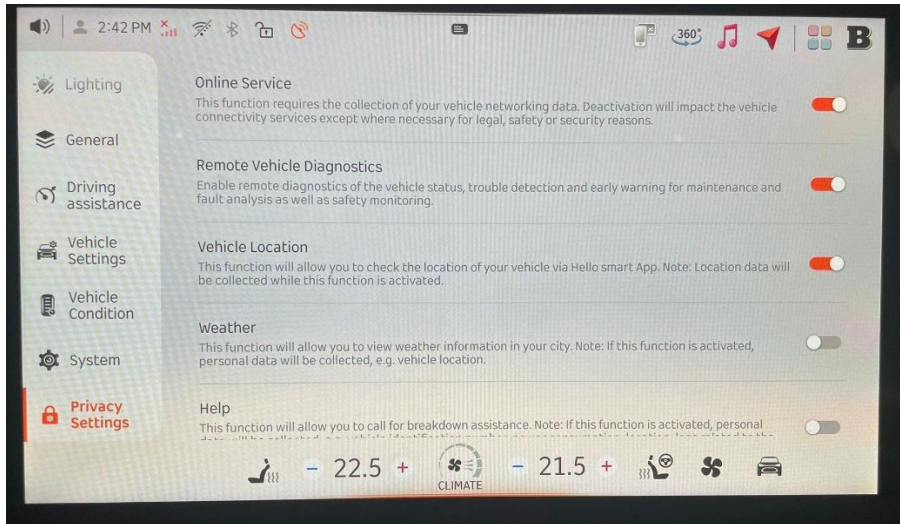 2:42 PM
360°
B
Lighting
General
Driving
assistance
Vehicle
Settings
Vehicle
Condition
System
Privacy
Settings
Online Service
This function requires the collection of your vehicle networking data. Deactivation will impact the vehicle
connectivity services except where necessary for legal, safety or security reasons.
Remote Vehicle Diagnostics
Enable remote diagnostics of the vehicle status, trouble detection and early warning for maintenance and
fault analysis as well as safety monitoring.
Vehicle Location
This function will allow you to check the location of your vehicle via Hello smart App. Note: Location data will
be collected while this function is activated.
Weather
This function will allow you to view weather information in your city. Note: If this function is activated,
personal data will be collected, e.g. vehicle location.
Help
This function will allow you to call for breakdown assistance. Note: If this function is activated, personal
- 22.5 +
CLIMATE
- 21.5 +